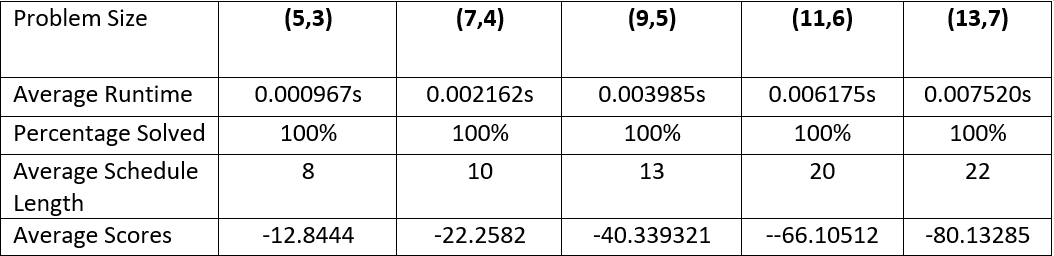 Problem Size (5,3) (7,4) (9,5) (11,6) (13,7)
Average Runtime 0.000967s 0.002162s 0.003985s 0.006175s 0.007520s
Percentage Solved 100% 100% 100% 100% 100%
Average Schedule 8 10 13 20 22
Length
Average Scores -12.8444 -22.2582 -40.339321 --66.10512 -80.13285